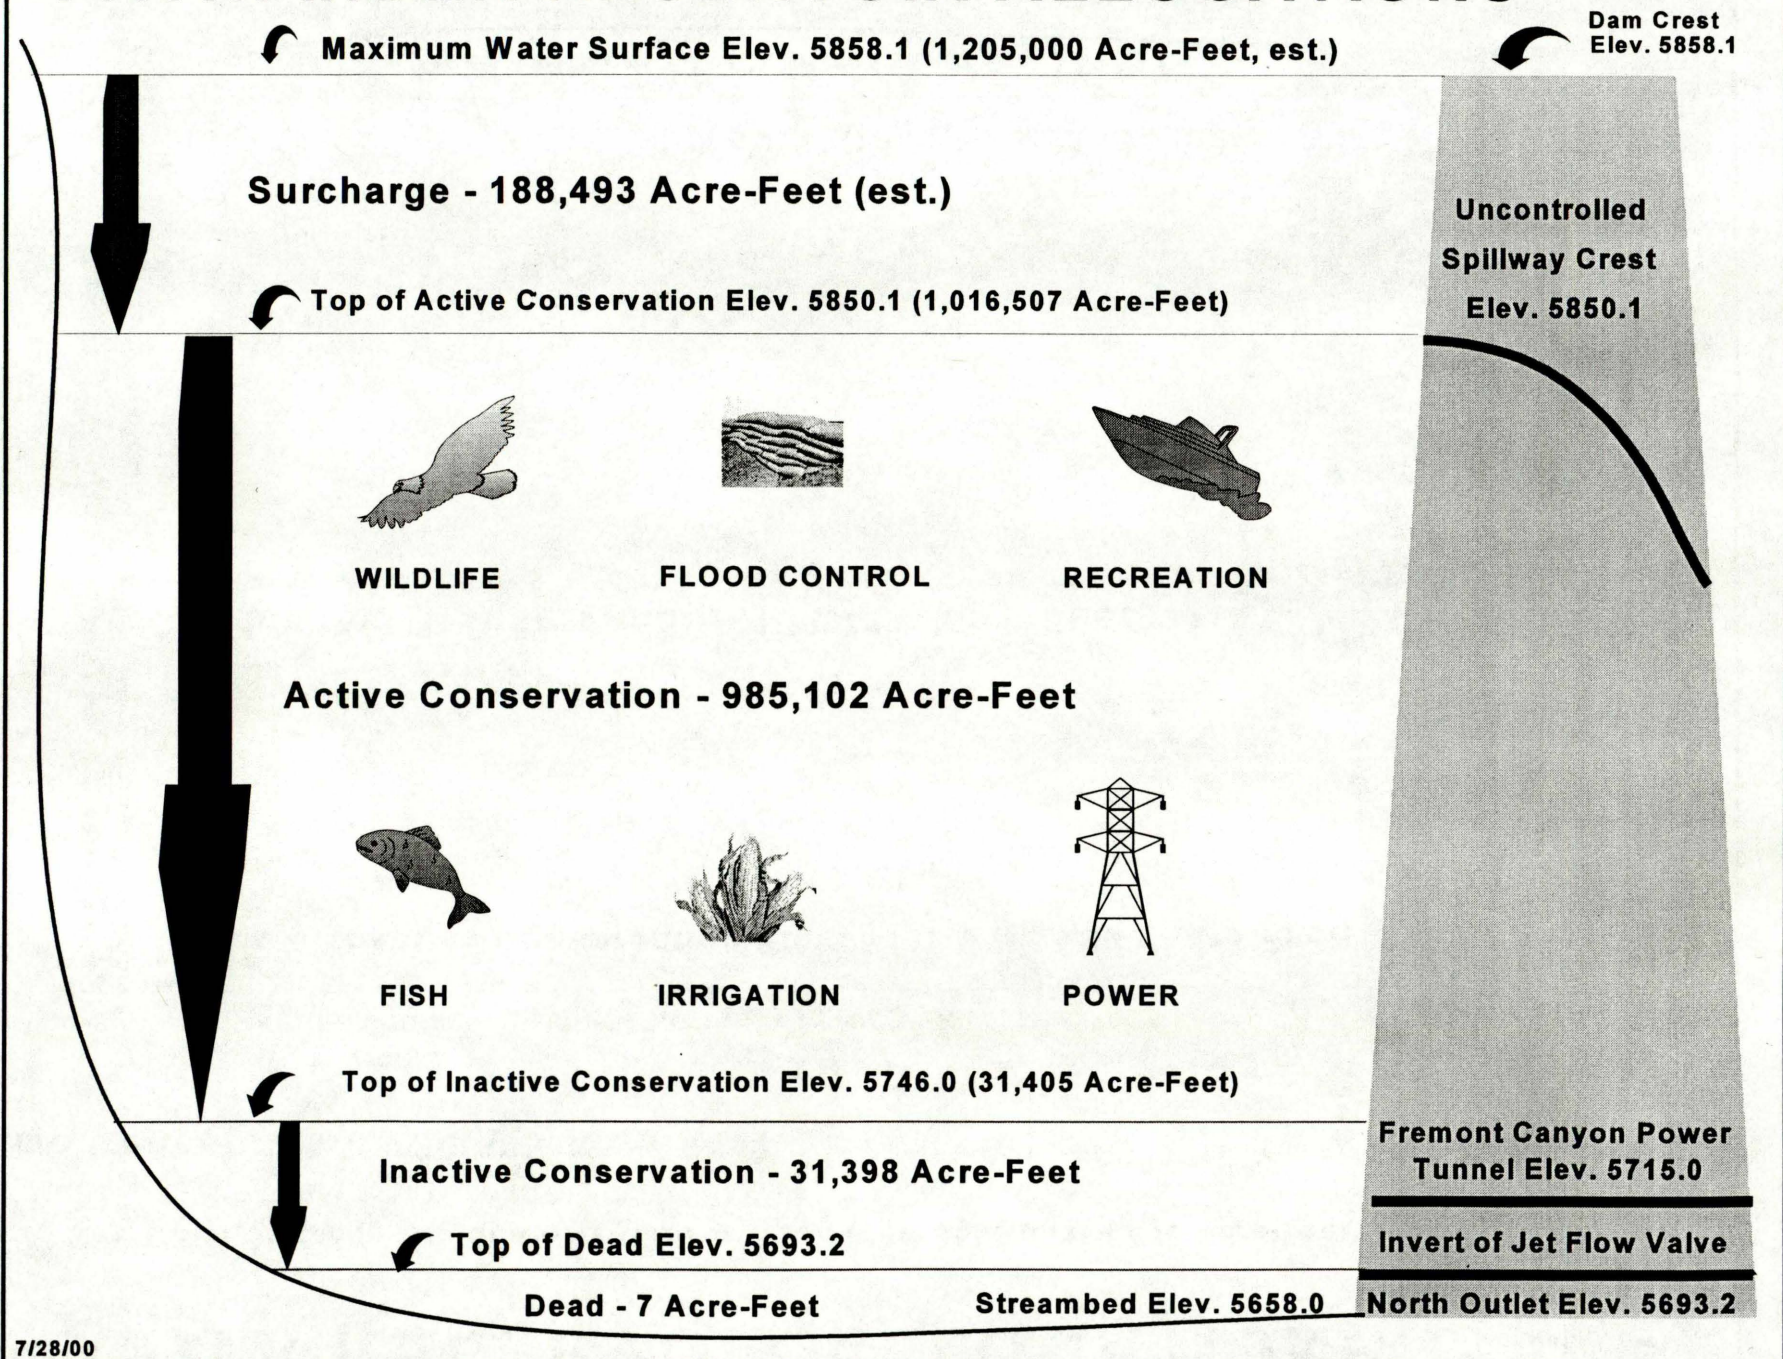 Maximum Water Surface Elev. 5858.1 (1,205,000 Acre-Feet, est.)
Dam Crest
Elev. 5858.1
Surcharge - 188,493 Acre-Feet (est.)
Uncontrolled
Spillway Crest
Elev. 5850.1
Top of Active Conservation Elev. 5850.1 (1,016,507 Acre-Feet)
WILDLIFE
FLOOD CONTROL
RECREATION
Active Conservation - 985,102 Acre-Feet
FISH
IRRIGATION
POWER
Top of Inactive Conservation Elev. 5746.0 (31,405 Acre-Feet)
Fremont Canyon Power
Tunnel Elev. 5715.0
Inactive Conservation - 31,398 Acre-Feet
Top of Dead Elev. 5693.2
Invert of Jet Flow Valve
Dead - 7 Acre-Feet
Streambed Elev. 5658.0
North Outlet Elev. 5693.2
7/28/00